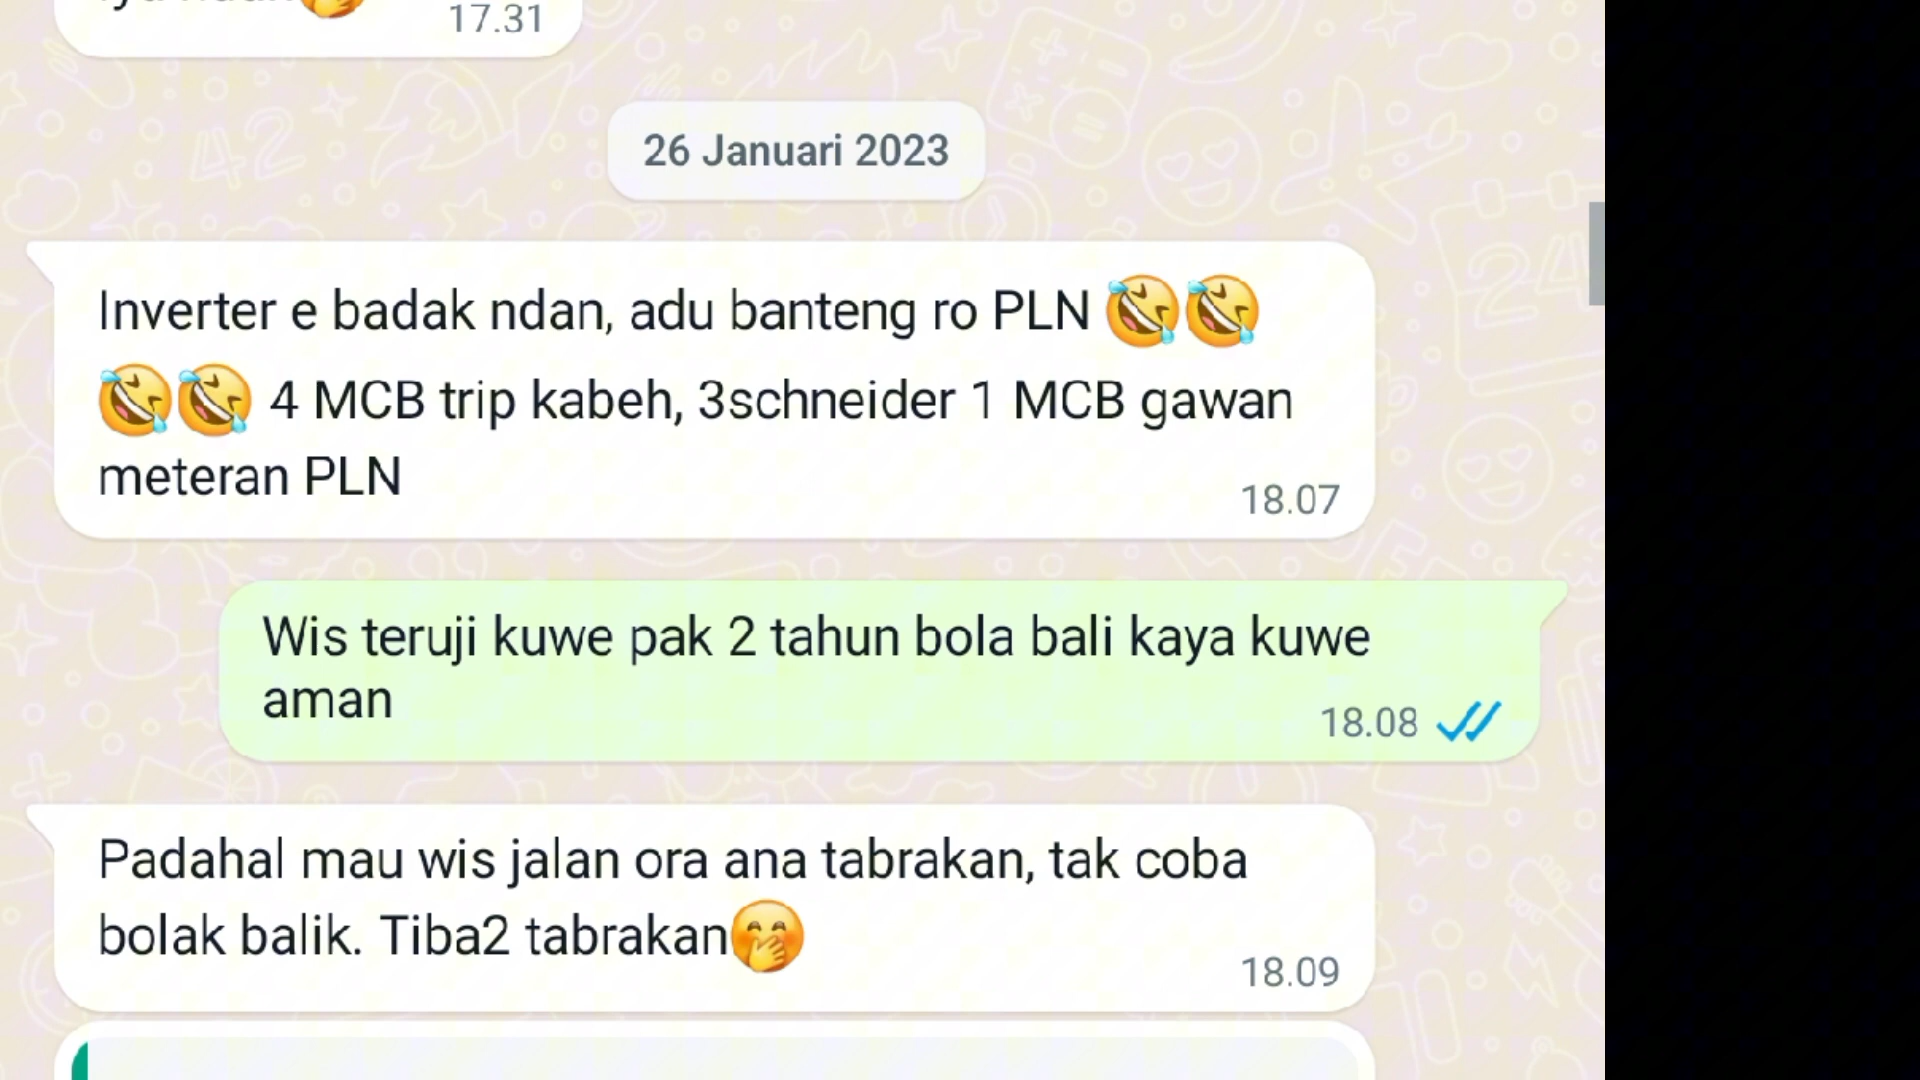 17.31
26 Januari 2023
Inverter e badak ndan, adu banteng ro PLN 🤣🤣
🤣🤣 4 MCB trip kabeh, 3schneider 1 MCB gawan
meteran PLN
18.07
Wis teruji kuwe pak 2 tahun bola bali kaya kuwe
aman
18.08
Padahal mau wis jalan ora ana tabrakan, tak coba
bolak balik. Tiba2 tabrakan🤭
18.09